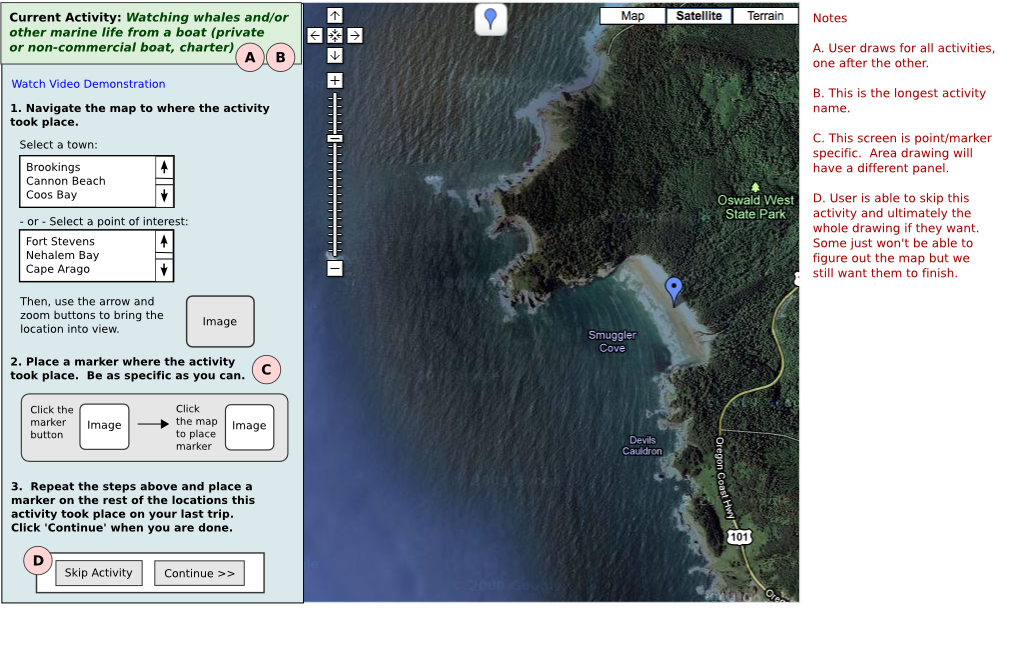 Current Activity: Watching whales and/or
other marine life from a boat (private
or non-commercial boat, charter)
A B
Watch Video Demonstration
1. Navigate the map to where the activity
took place.
Select a town:
Brookings
Cannon Beach
Coos Bay
- or - Select a point of interest:
Fort Stevens
Nehalem Bay
Cape Arago
Then, use the arrow and
zoom buttons to bring the
location into view.
Image
2. Place a marker where the activity
took place.  Be as specific as you can.
C
Click the
marker
button
Image
Click
the map
to place
marker
Image
3.  Repeat the steps above and place a
marker on the rest of the locations this
activity took place on your last trip.
Click 'Continue' when you are done.
D
Skip Activity
Continue >>
Map
Satellite
Terrain
Oswald West
State Park
Smuggler
Cove
Devils
Cauldron
Oregon Coast Hwy
101
Notes
A. User draws for all activities,
one after the other.
B. This is the longest activity
name.
C. This screen is point/marker
specific.  Area drawing will
have a different panel.
D. User is able to skip this
activity and ultimately the
whole drawing if they want.
Some just won't be able to
figure out the map but we
still want them to finish.